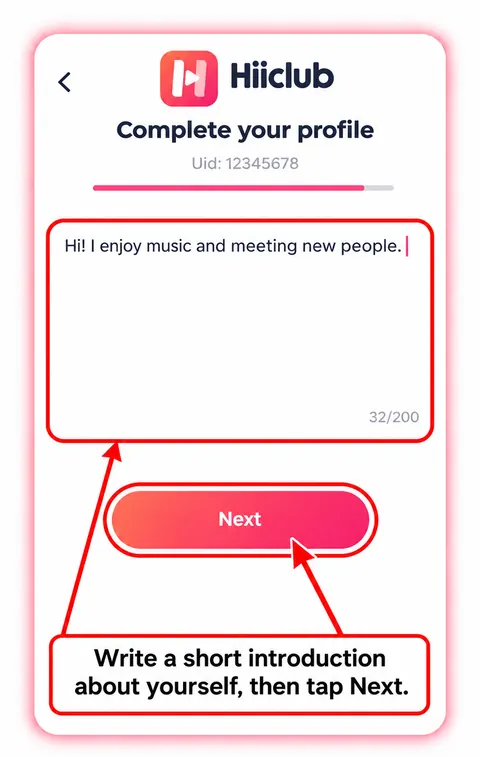 Hiiclub
Complete your profile
Uid: 12345678
Hi! I enjoy music and meeting new people.
32/200
Next
Write a short introduction
about yourself, then tap Next.